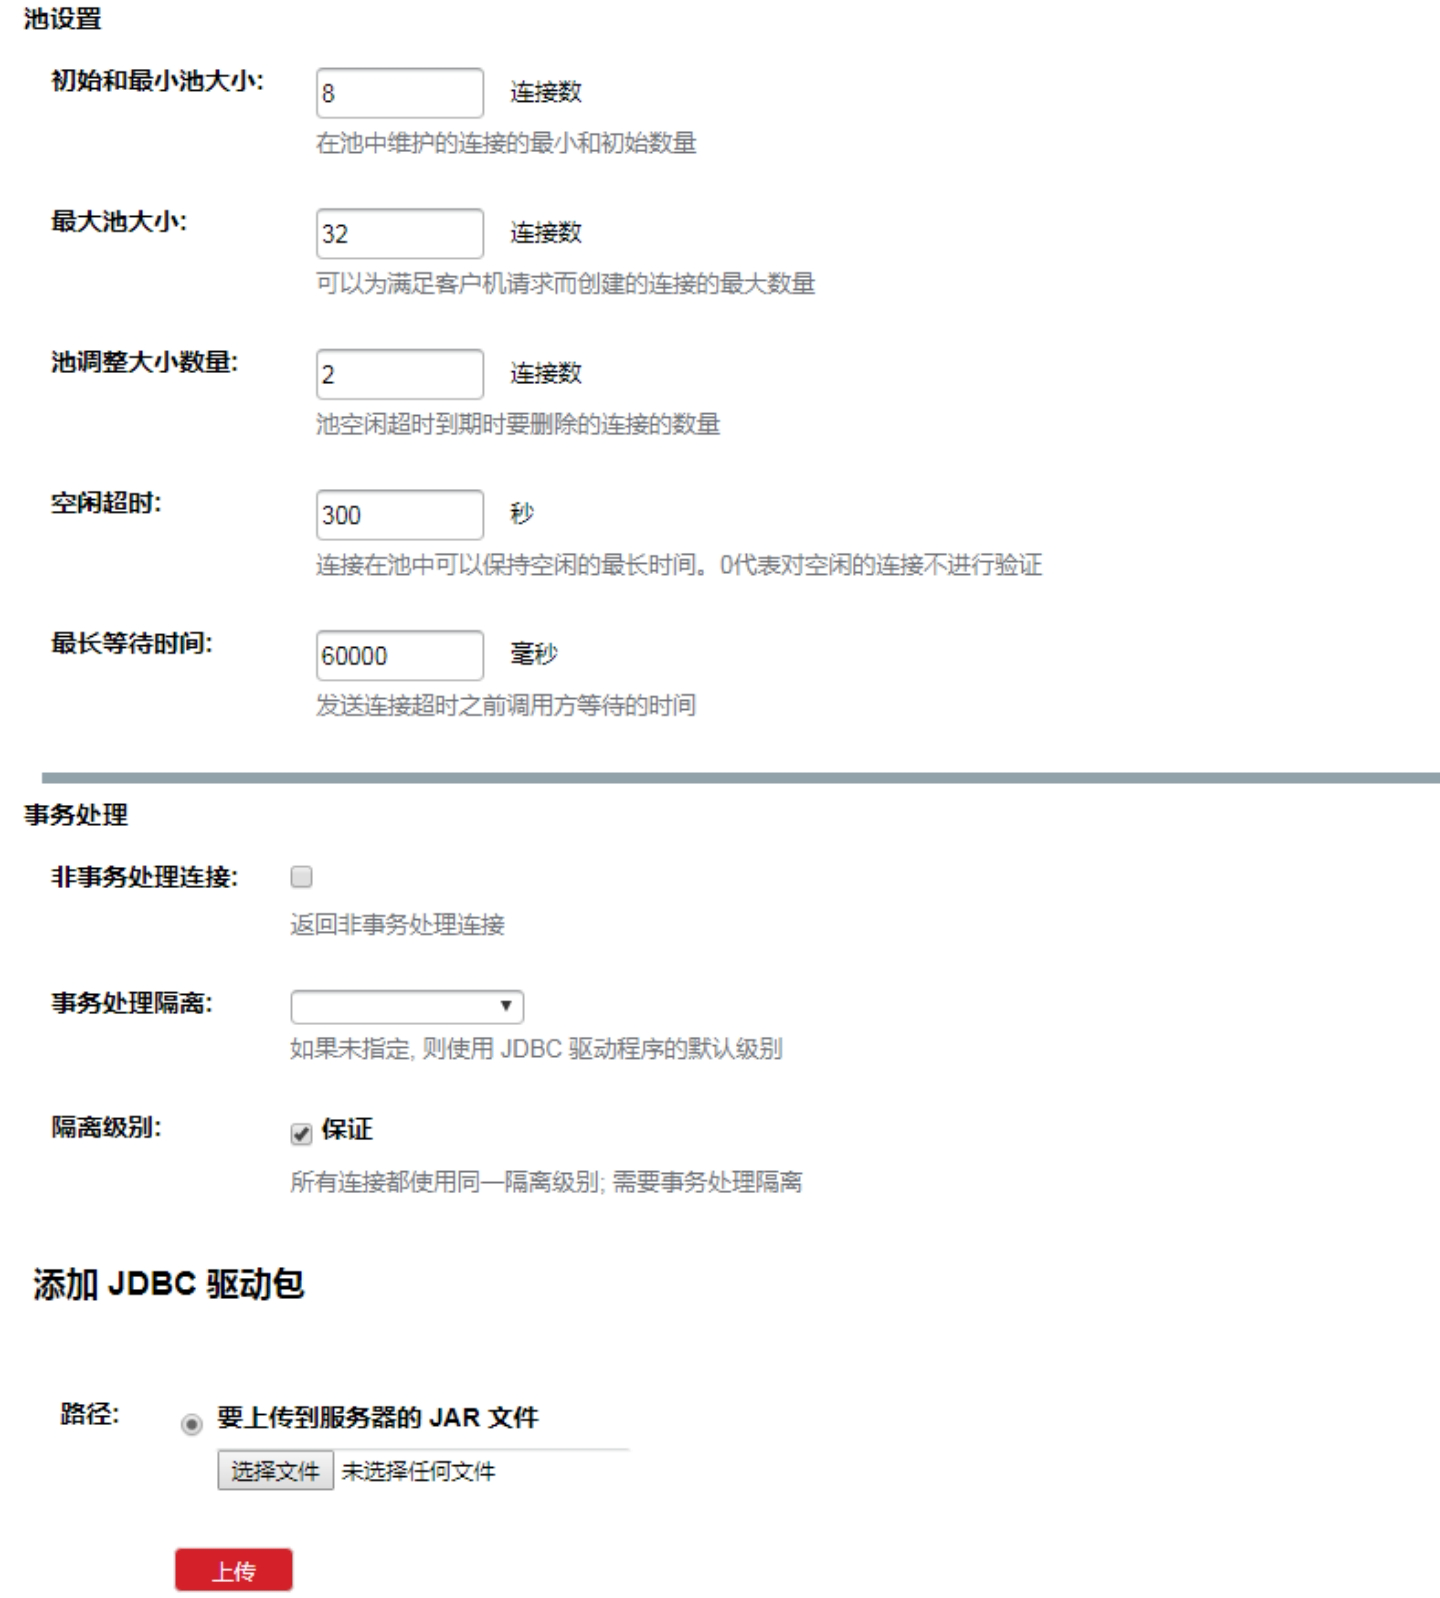 池设置
初始和最小池大小: 8 连接数
在池中维护的连接的最小和初始数量
最大池大小: 32 连接数
可以为满足客户机请求而创建的连接的最大数量
池调整大小数量: 2 连接数
池空闲超时到期时要删除的连接的数量
空闲超时: 300 秒
连接在池中可以保持空闲的最长时间。0代表对空闲的连接不进行验证
最长等待时间: 60000 毫秒
发送连接超时之前调用方等待的时间
事务处理
非事务处理连接:
返回非事务处理连接
事务处理隔离:
如果未指定, 则使用 JDBC 驱动程序的默认级别
隔离级别: 保证
所有连接都使用同一隔离级别; 需要事务处理隔离
添加 JDBC 驱动包
路径: 要上传到服务器的 JAR 文件
选择文件 未选择任何文件
上传